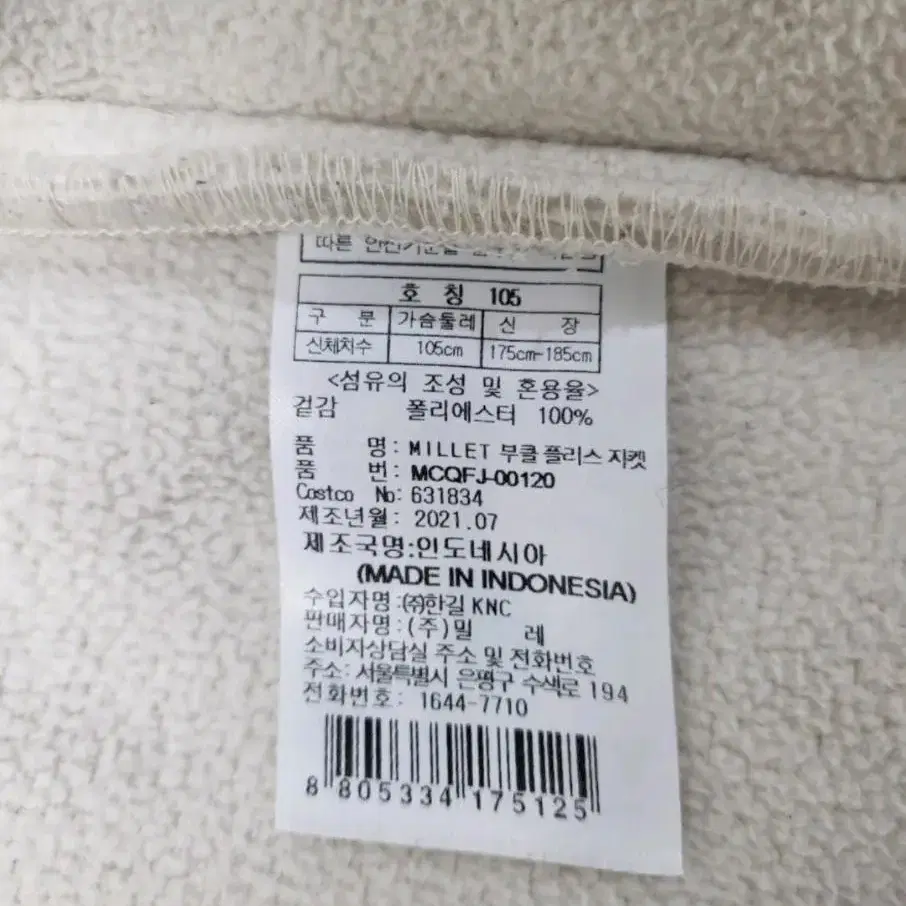 호 칭 105
구 분 가슴둘레 신 장
신체치수 105cm 175cm-185cm
<섬유의 조성 및 혼용율>
겉감 폴리에스터 100%
품 명: MILLET 부클 플리스 자켓
품 번: MCQFJ-00120
Costco No: 631834
제조년월: 2021.07
제조국명:인도네시아
(MADE IN INDONESIA)
수입자명:㈜한길 KNC
판매자명:(주)밀 레
소비자상담실 주소 및 전화번호
주소: 서울특별시 은평구 수색로 194
전화번호: 1644-7710
8 805334 175125